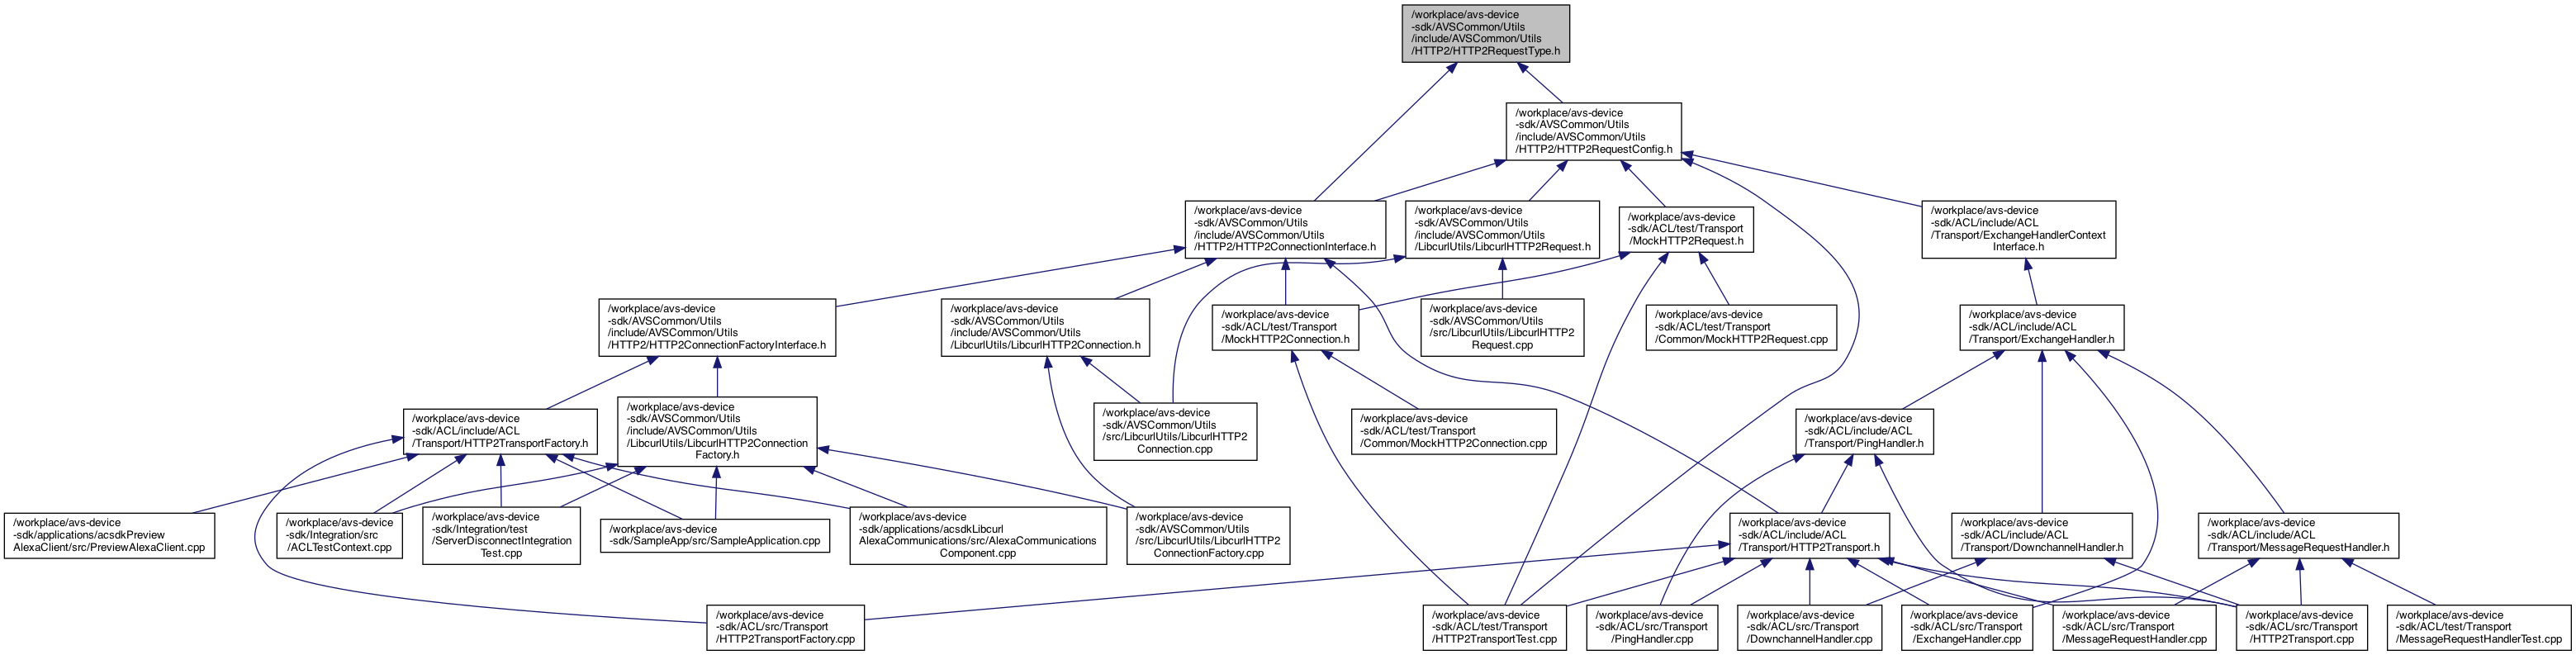 /workplace/avs-device
-sdk/AVSCommon/Utils
/include/AVSCommon/Utils
/HTTP2/HTTP2RequestType.h
/workplace/avs-device
-sdk/AVSCommon/Utils
/include/AVSCommon/Utils
/HTTP2/HTTP2RequestConfig.h
/workplace/avs-device
-sdk/AVSCommon/Utils
/include/AVSCommon/Utils
/HTTP2/HTTP2ConnectionInterface.h
/workplace/avs-device
-sdk/AVSCommon/Utils
/include/AVSCommon/Utils
/LibcurlUtils/LibcurlHTTP2Request.h
/workplace/avs-device
-sdk/ACL/test/Transport
/MockHTTP2Request.h
/workplace/avs-device
-sdk/ACL/include/ACL
/Transport/ExchangeHandlerContext
Interface.h
/workplace/avs-device
-sdk/AVSCommon/Utils
/include/AVSCommon/Utils
/HTTP2/HTTP2ConnectionFactoryInterface.h
/workplace/avs-device
-sdk/AVSCommon/Utils
/include/AVSCommon/Utils
/LibcurlUtils/LibcurlHTTP2Connection.h
/workplace/avs-device
-sdk/ACL/test/Transport
/MockHTTP2Connection.h
/workplace/avs-device
-sdk/AVSCommon/Utils
/src/LibcurlUtils/LibcurlHTTP2
Request.cpp
/workplace/avs-device
-sdk/ACL/test/Transport
/Common/MockHTTP2Request.cpp
/workplace/avs-device
-sdk/ACL/include/ACL
/Transport/ExchangeHandler.h
/workplace/avs-device
-sdk/ACL/include/ACL
/Transport/HTTP2TransportFactory.h
/workplace/avs-device
-sdk/AVSCommon/Utils
/include/AVSCommon/Utils
/LibcurlUtils/LibcurlHTTP2Connection
Factory.h
/workplace/avs-device
-sdk/AVSCommon/Utils
/src/LibcurlUtils/LibcurlHTTP2
Connection.cpp
/workplace/avs-device
-sdk/ACL/test/Transport
/Common/MockHTTP2Connection.cpp
/workplace/avs-device
-sdk/ACL/include/ACL
/Transport/PingHandler.h
/workplace/avs-device
-sdk/applications/acsdkPreview
AlexaClient/src/PreviewAlexaClient.cpp
/workplace/avs-device
-sdk/Integration/src
/ACLTestContext.cpp
/workplace/avs-device
-sdk/Integration/test
/ServerDisconnectIntegration
Test.cpp
/workplace/avs-device
-sdk/SampleApp/src/SampleApplication.cpp
/workplace/avs-device
-sdk/applications/acsdkLibcurl
AlexaCommunications/src/AlexaCommunications
Component.cpp
/workplace/avs-device
-sdk/AVSCommon/Utils
/src/LibcurlUtils/LibcurlHTTP2
ConnectionFactory.cpp
/workplace/avs-device
-sdk/ACL/include/ACL
/Transport/HTTP2Transport.h
/workplace/avs-device
-sdk/ACL/include/ACL
/Transport/DownchannelHandler.h
/workplace/avs-device
-sdk/ACL/include/ACL
/Transport/MessageRequestHandler.h
/workplace/avs-device
-sdk/ACL/src/Transport
/HTTP2TransportFactory.cpp
/workplace/avs-device
-sdk/ACL/test/Transport
/HTTP2TransportTest.cpp
/workplace/avs-device
-sdk/ACL/src/Transport
/PingHandler.cpp
/workplace/avs-device
-sdk/ACL/src/Transport
/DownchannelHandler.cpp
/workplace/avs-device
-sdk/ACL/src/Transport
/ExchangeHandler.cpp
/workplace/avs-device
-sdk/ACL/src/Transport
/MessageRequestHandler.cpp
/workplace/avs-device
-sdk/ACL/src/Transport
/HTTP2Transport.cpp
/workplace/avs-device
-sdk/ACL/test/Transport
/MessageRequestHandlerTest.cpp